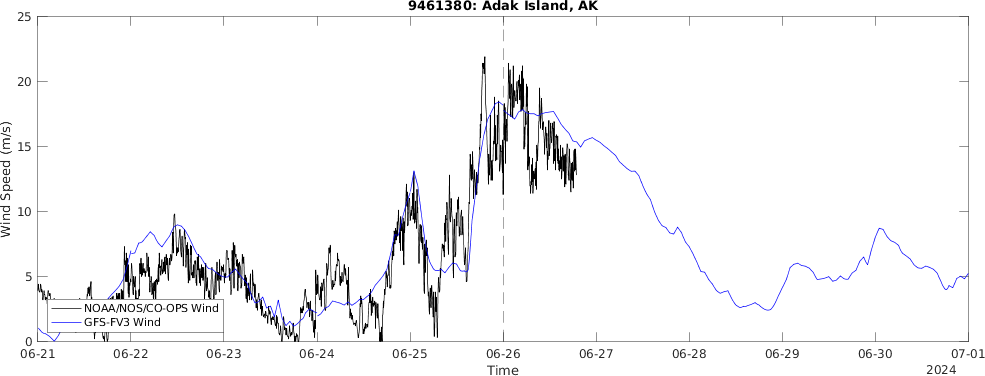 9461380: Adak Island, AK
Wind Speed (m/s)
25
20
15
10
5
0
NOAA/NOS/CO-OPS Wind
GFS-FV3 Wind
06-21 06-22 06-23 06-24 06-25 06-26 06-27 06-28 06-29 06-30 07-01
Time
2024